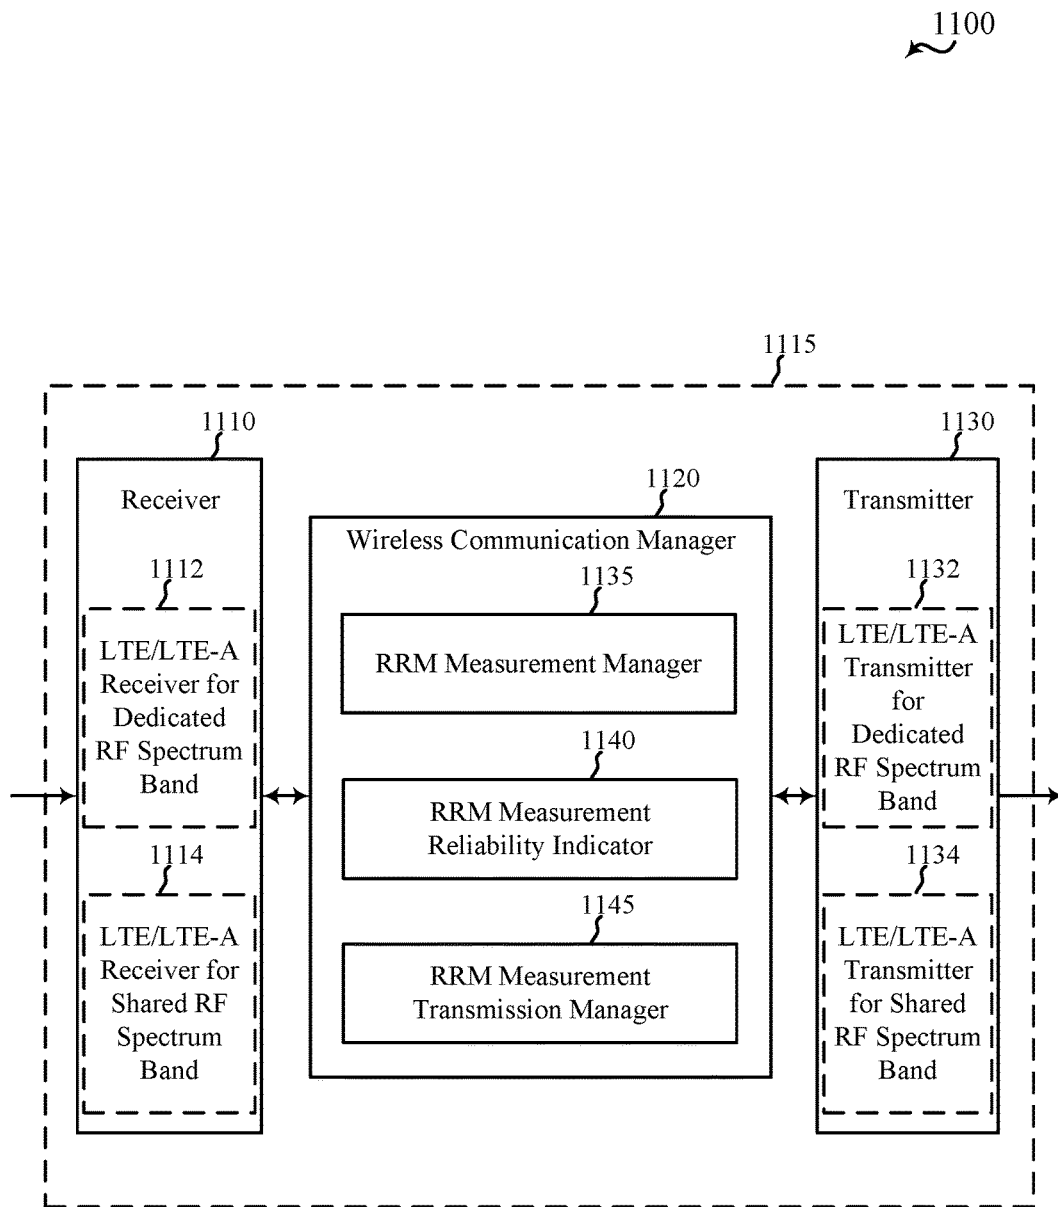 1100
1115
1110
Receiver
1112
LTE/LTE-A
Receiver for
Dedicated
RF Spectrum
Band
1114
LTE/LTE-A
Receiver for
Shared RF
Spectrum
Band
1120
Wireless Communication Manager
1135
RRM Measurement Manager
1140
RRM Measurement
Reliability Indicator
1145
RRM Measurement
Transmission Manager
1130
Transmitter
1132
LTE/LTE-A
Transmitter
for
Dedicated
RF Spectrum
Band
1134
LTE/LTE-A
Transmitter
for Shared
RF Spectrum
Band